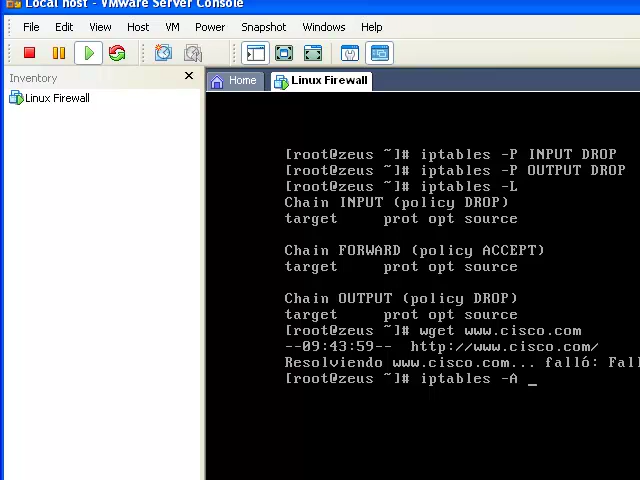 Local host - VMware Server Console
File Edit View Host VM Power Snapshot Windows Help
Inventory
Home
Linux Firewall
Linux Firewall
[root@zeus ~]# iptables -P INPUT DROP
[root@zeus ~]# iptables -P OUTPUT DROP
[root@zeus ~]# iptables -L
Chain INPUT (policy DROP)
target prot opt source
Chain FORWARD (policy ACCEPT)
target prot opt source
Chain OUTPUT (policy DROP)
target prot opt source
[root@zeus ~]# wget www.cisco.com
--09:43:59-- http://www.cisco.com/
Resolviendo www.cisco.com... falló: Fall
[root@zeus ~]# iptables -A _